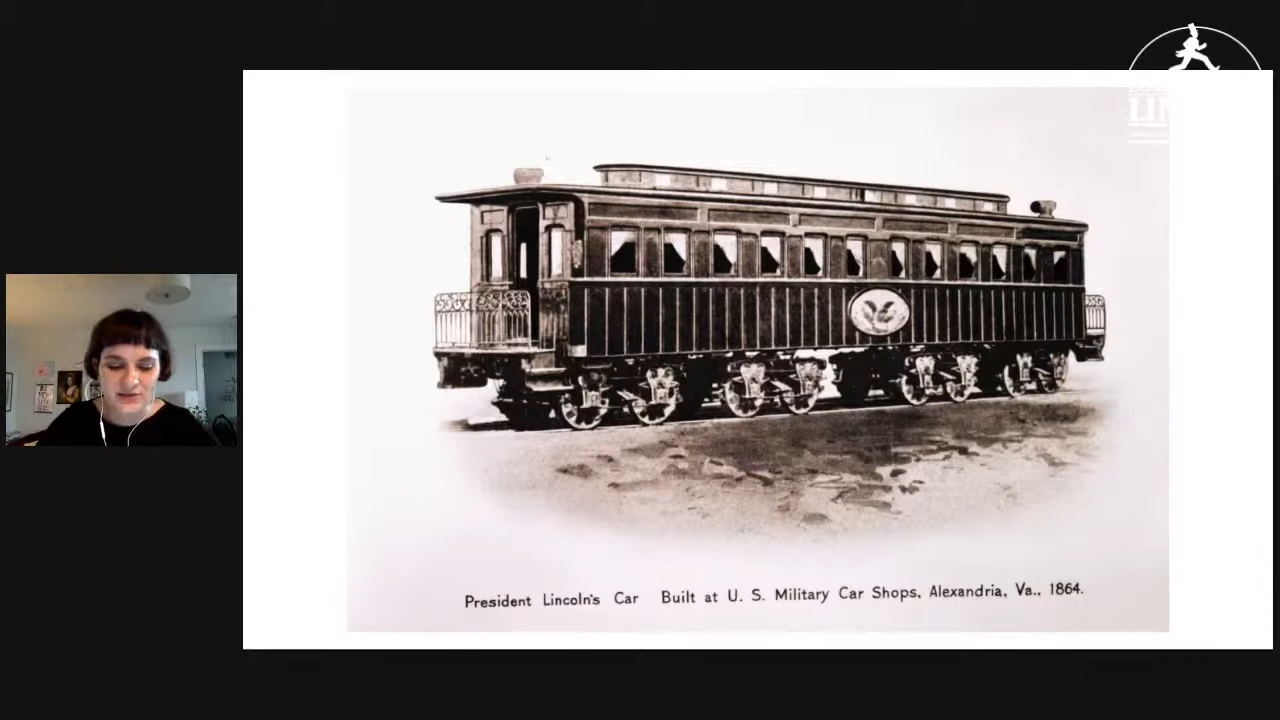 President Lincoln's Car Built at U. S. Military Car Shops, Alexandria, Va., 1864.